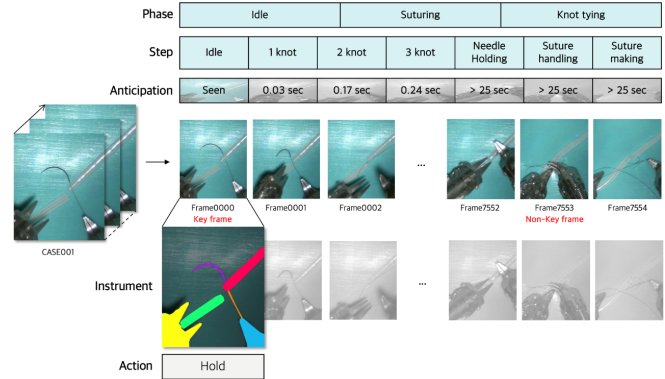 Phase
Idle
Suturing
Knot tying
Step
Idle
1 knot
2 knot
3 knot
Needle
Holding
Suture
handling
Suture
making
Anticipation
Seen
0.03 sec
0.17 sec
0.24 sec
> 25 sec
> 25 sec
> 25 sec
...
Frame0000
Frame0001
Frame0002
Frame7552
Frame7553
Frame7554
Key frame
Non-Key frame
CASE001
Instrument
...
Action
Hold